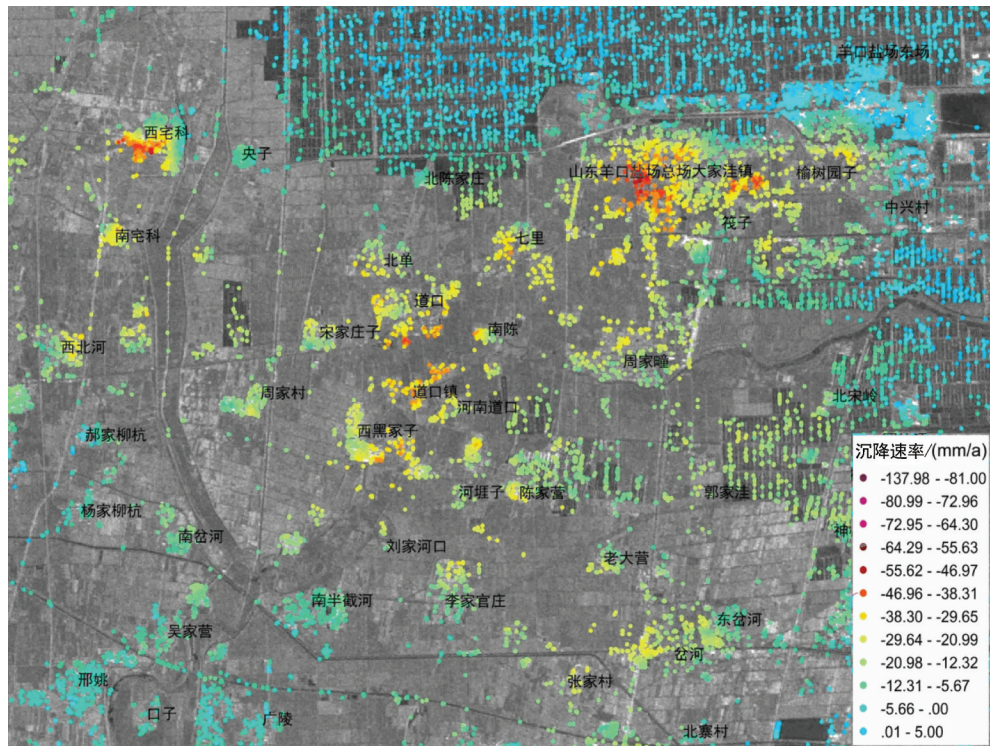 羊口盐场东场
西宅科
央子
北陈家庄
山东羊口盐场总场大家洼镇
榆树园子
中兴村
筏子
南宅科
七里
北单
道口
宋家庄子
南陈
西北河
周家疃
周家村
道口镇
河南道口
北宋岭
郝家柳杭
西黑冢子
河堐子
陈家营
郭家洼
杨家柳杭
南岔河
刘家河口
老大营
南半截河
李家官庄
东岔河
吴家营
岔河
邢姚
张家村
口子
广陵
北寨村
沉降速率/(mm/a)
-137.98 - -81.00
-80.99 - -72.96
-72.95 - -64.30
-64.29 - -55.63
-55.62 - -46.97
-46.96 - -38.31
-38.30 - -29.65
-29.64 - -20.99
-20.98 - -12.32
-12.31 - -5.67
-5.66 - .00
.01 - 5.00